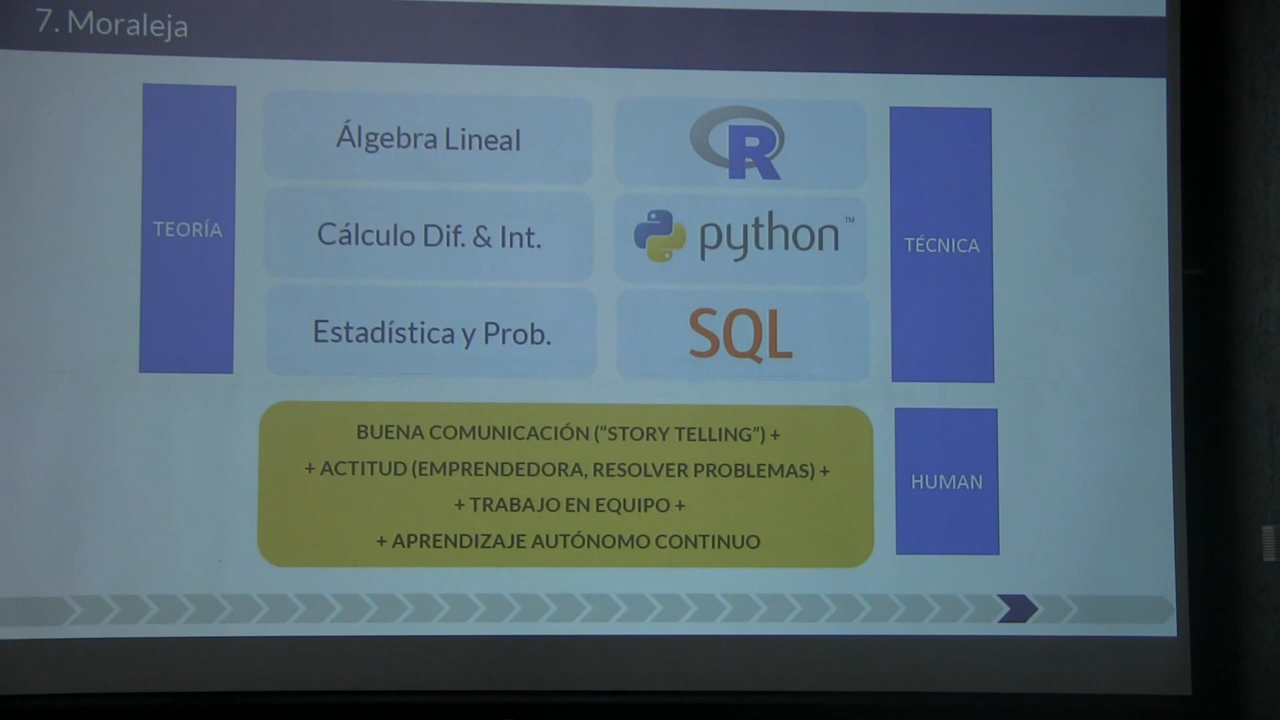 7. Moraleja
TEORÍA
Álgebra Lineal
Cálculo Dif. & Int.
Estadística y Prob.
R
python™
SQL
TÉCNICA
BUENA COMUNICACIÓN (“STORY TELLING”) +
+ ACTITUD (EMPRENDEDORA, RESOLVER PROBLEMAS) +
+ TRABAJO EN EQUIPO +
+ APRENDIZAJE AUTÓNOMO CONTINUO
HUMAN